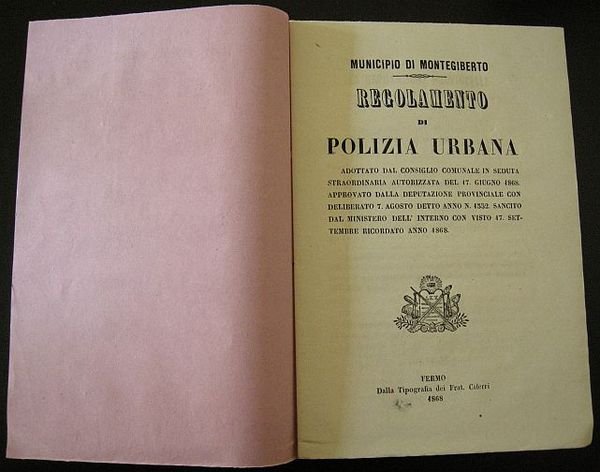 MUNICIPIO DI MONTEGIBERTO
REGOLAMENTO
DI
POLIZIA URBANA
ADOTTATO DAL CONSIGLIO COMUNALE IN SEDUTA
STRAORDINARIA AUTORIZZATA DEL 17. GIUGNO 1868.
APPROVATO DALLA DEPUTAZIONE PROVINCIALE CON
DELIBERATO 7. AGOSTO DETTO ANNO N. 1352. SANCITO
DAL MINISTERO DELL' INTERNO CON VISTO 17. SET-
TEMBRE RICORDATO ANNO 1868.
FERMO
Dalla Tipografia dei Frat. Ciferri
1868